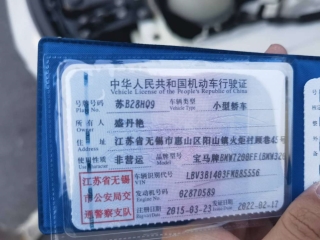 中华人民共和国机动车行驶证
Vehicle License of the People's Republic of China
号牌号码 苏B28HQ9 车辆类型 小型轿车
Plate No. Vehicle Type
所有人 盛丹艳
Owner
住址 江苏省无锡市惠山区阳山镇火炬
Address
使用性质 非营运 品牌型号 宝马牌
Use Character Model
江苏省无锡
市公安局交
通警察支队
车辆识别代号
VIN
发动机号码 02870589
Engine No.
注册日期 2015-03-23
Register Date
2022-02-17